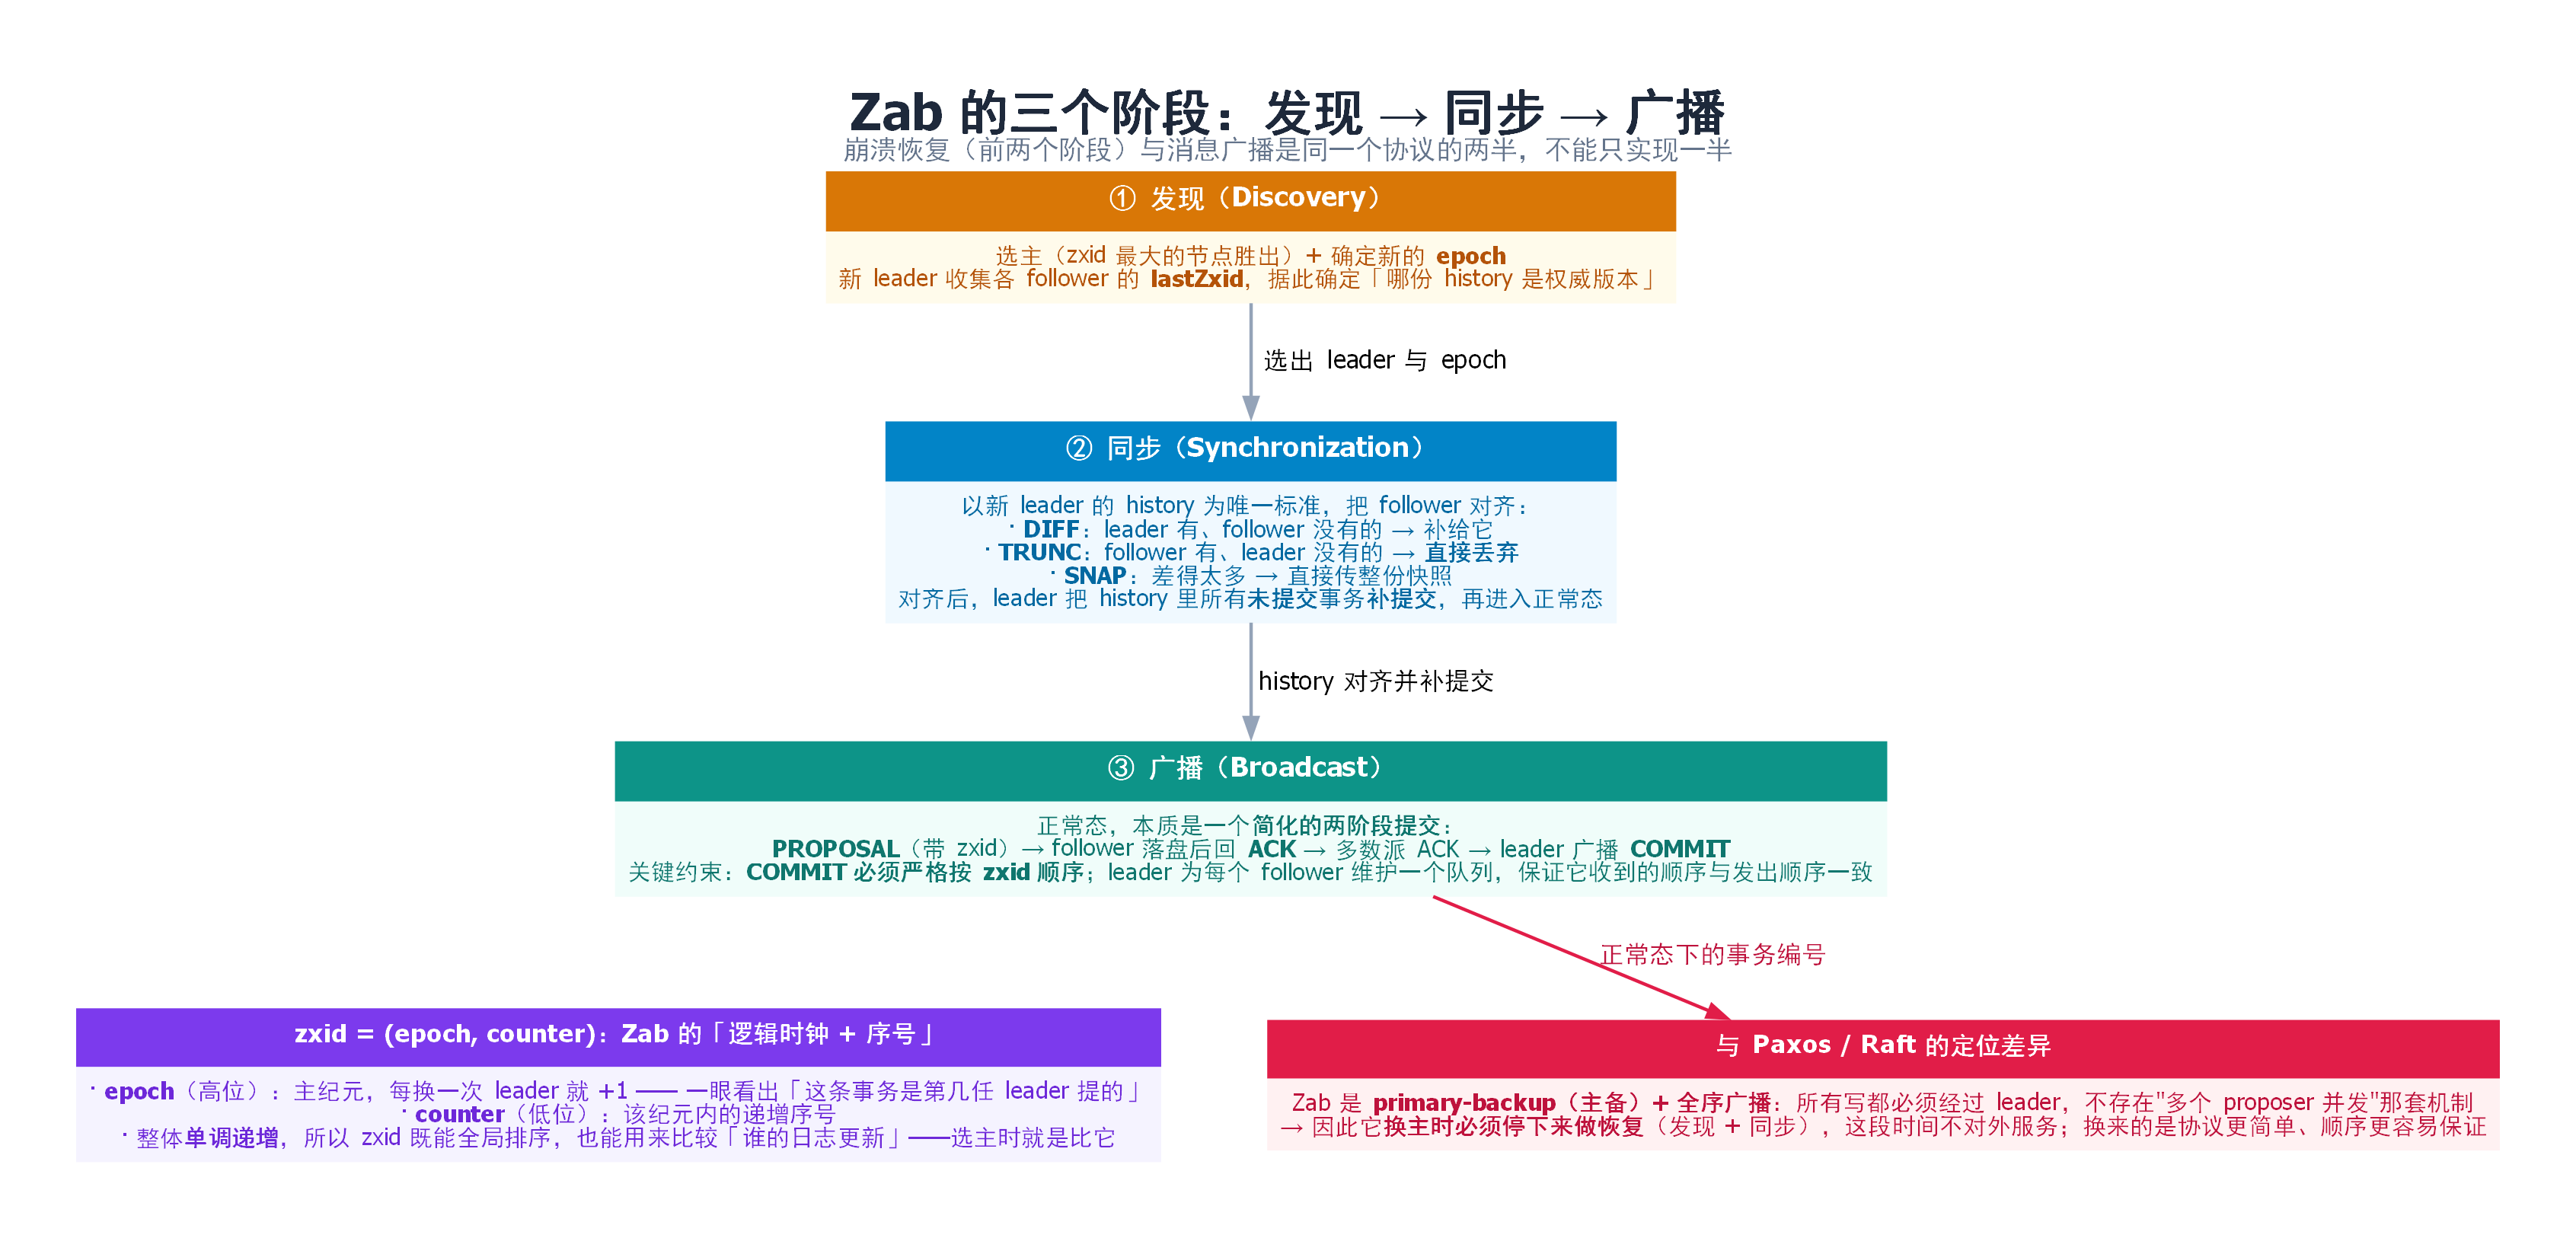 Zab 的三个阶段：发现 → 同步 → 广播
崩溃恢复（前两个阶段）与消息广播是同一个协议的两半，不能只实现一半
① 发现（Discovery）
选主（zxid 最大的节点胜出）+ 确定新的 epoch
新 leader 收集各 follower 的 lastZxid，据此确定「哪份 history 是权威版本」
选出 leader 与 epoch
② 同步（Synchronization）
以新 leader 的 history 为唯一标准，把 follower 对齐：
· DIFF：leader 有、follower 没有的 → 补给它
· TRUNC：follower 有、leader 没有的 → 直接丢弃
· SNAP：差得太多 → 直接传整份快照
对齐后，leader 把 history 里所有未提交事务补提交，再进入正常态
history 对齐并补提交
③ 广播（Broadcast）
正常态，本质是一个简化的两阶段提交：
PROPOSAL（带 zxid）→ follower 落盘后回 ACK → 多数派 ACK → leader 广播 COMMIT
关键约束：COMMIT 必须严格按 zxid 顺序；leader 为每个 follower 维护一个队列，保证它收到的顺序与发出顺序一致
正常态下的事务编号
zxid = (epoch, counter)：Zab 的「逻辑时钟 + 序号」
· epoch（高位）：主纪元，每换一次 leader 就 +1 —— 一眼看出「这条事务是第几任 leader 提的」
· counter（低位）：该纪元内的递增序号
· 整体单调递增，所以 zxid 既能全局排序，也能用来比较「谁的日志更新」——选主时就是比它
与 Paxos / Raft 的定位差异
Zab 是 primary-backup（主备）+ 全序广播：所有写都必须经过 leader，不存在"多个 proposer 并发"那套机制
→ 因此它换主时必须停下来做恢复（发现 + 同步），这段时间不对外服务；换来的是协议更简单、顺序更容易保证